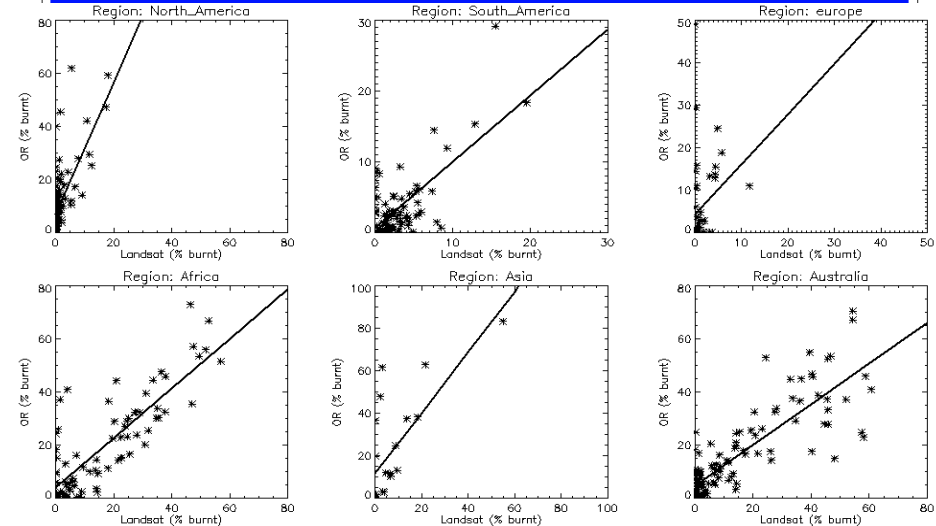 Region: North_America
80
60
40
20
0
OR (% burnt)
0 20 40 60 80
Landsat (% burnt)
Region: South_America
30
20
10
0
OR (% burnt)
0 10 20 30
Landsat (% burnt)
Region: europe
50
40
30
20
10
0
OR (% burnt)
0 10 20 30 40 50
Landsat (% burnt)
Region: Africa
80
60
40
20
0
OR (% burnt)
0 20 40 60 80
Landsat (% burnt)
Region: Asia
100
80
60
40
20
0
OR (% burnt)
0 20 40 60 80 100
Landsat (% burnt)
Region: Australia
80
60
40
20
0
OR (% burnt)
0 20 40 60 80
Landsat (% burnt)